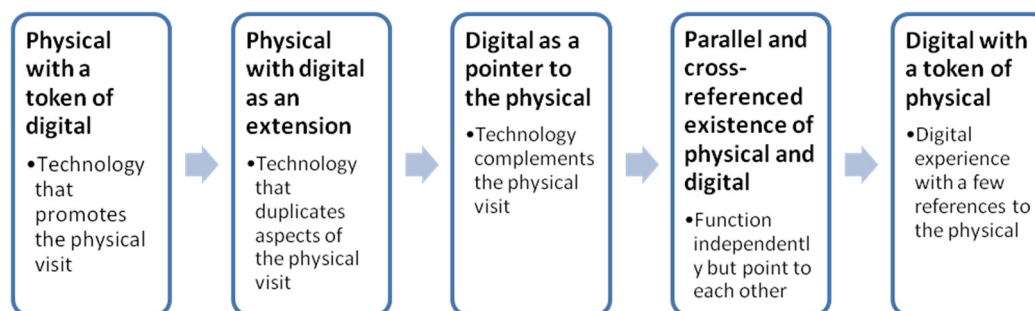 Physical
with a
token of
digital
•Technology
that
promotes
the physical
visit
Physical
with digital
as an
extension
•Technology
that
duplicates
aspects of
the physical
visit
Digital as a
pointer to
the physical
•Technology
complements
the physical
visit
Parallel and
cross-
referenced
existence of
physical and
digital
•Function
independentl
y but point to
each other
Digital with
a token of
physical
•Digital
experience
with a few
references to
the physical